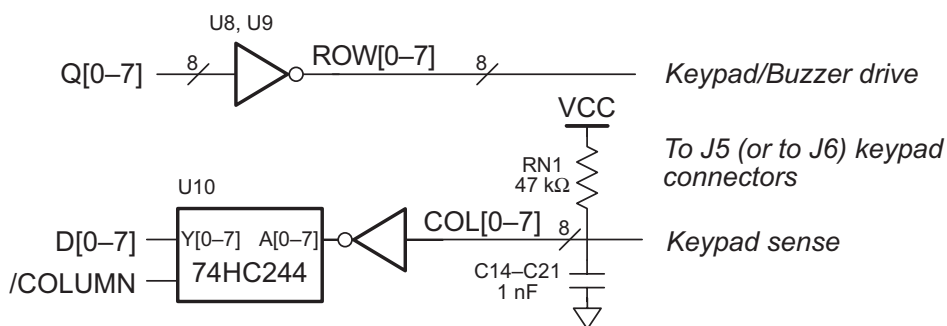 U8, U9
Q[0–7]
8
ROW[0–7]
8
Keypad/Buzzer drive
VCC
RN1
47 kΩ
To J5 (or to J6) keypad
connectors
U10
D[0–7]
Y[0–7] A[0–7]
COL[0–7]
8
Keypad sense
/COLUMN
74HC244
C14–C21
1 nF